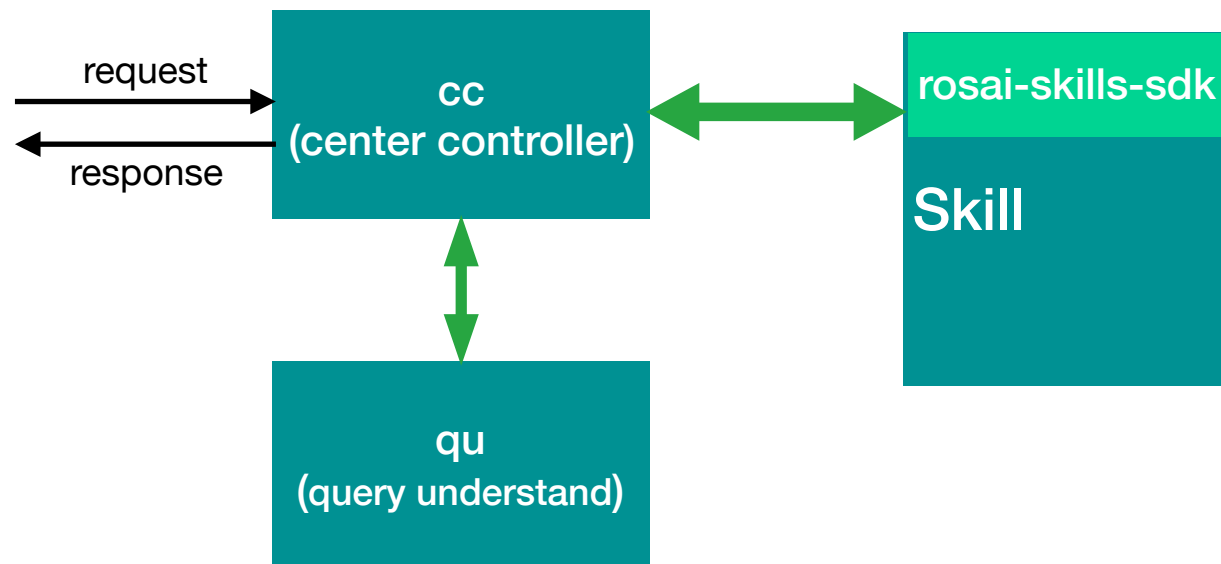 request
response
cc
(center controller)
rosai-skills-sdk
Skill
qu
(query understand)